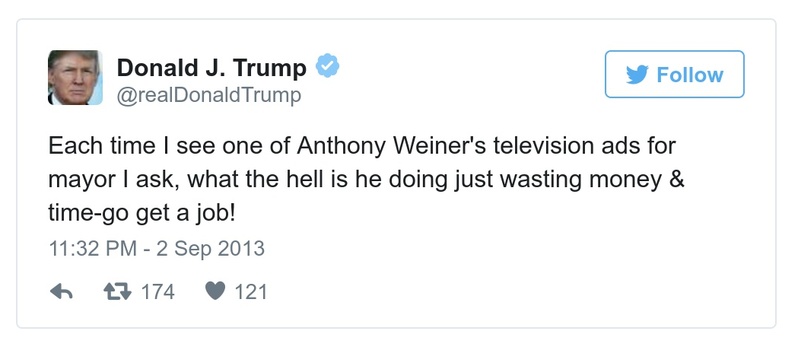 Donald J. Trump
@realDonaldTrump
Follow
Each time I see one of Anthony Weiner's television ads for
mayor I ask, what the hell is he doing just wasting money &
time-go get a job!
11:32 PM - 2 Sep 2013
174 121